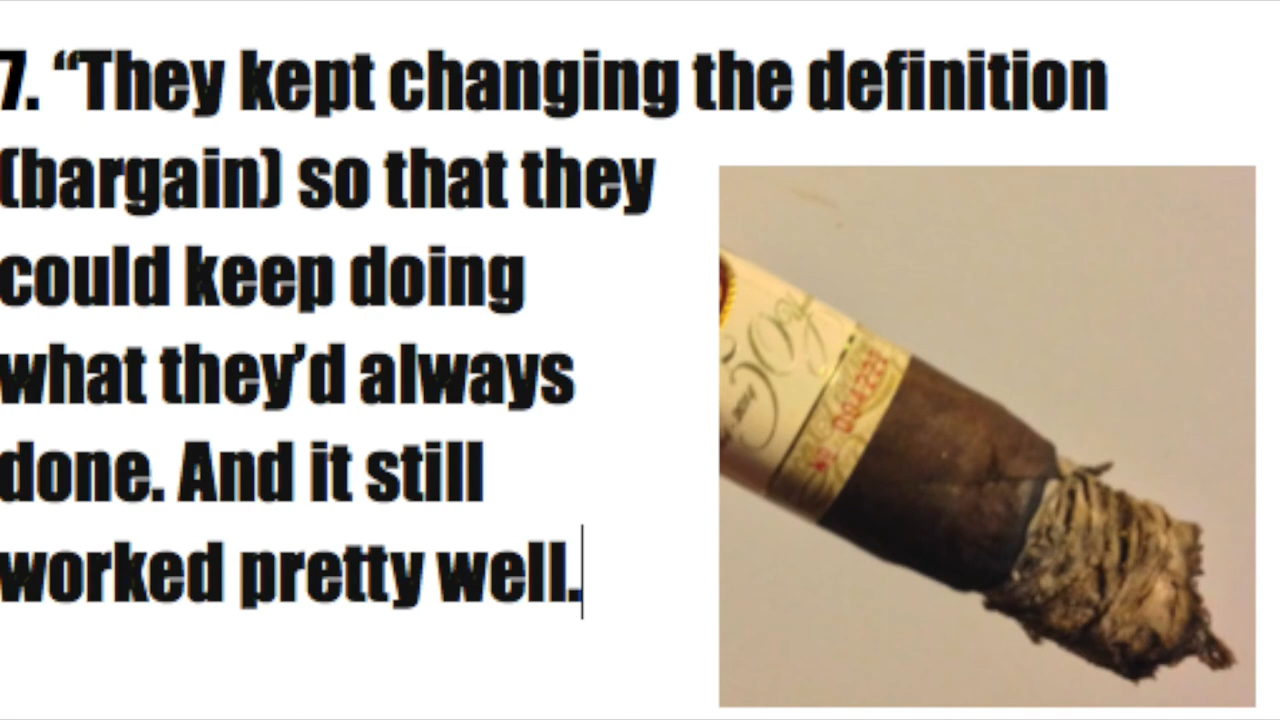 7. “They kept changing the definition
(bargain) so that they
could keep doing
what they’d always
done. And it still
worked pretty well.
50